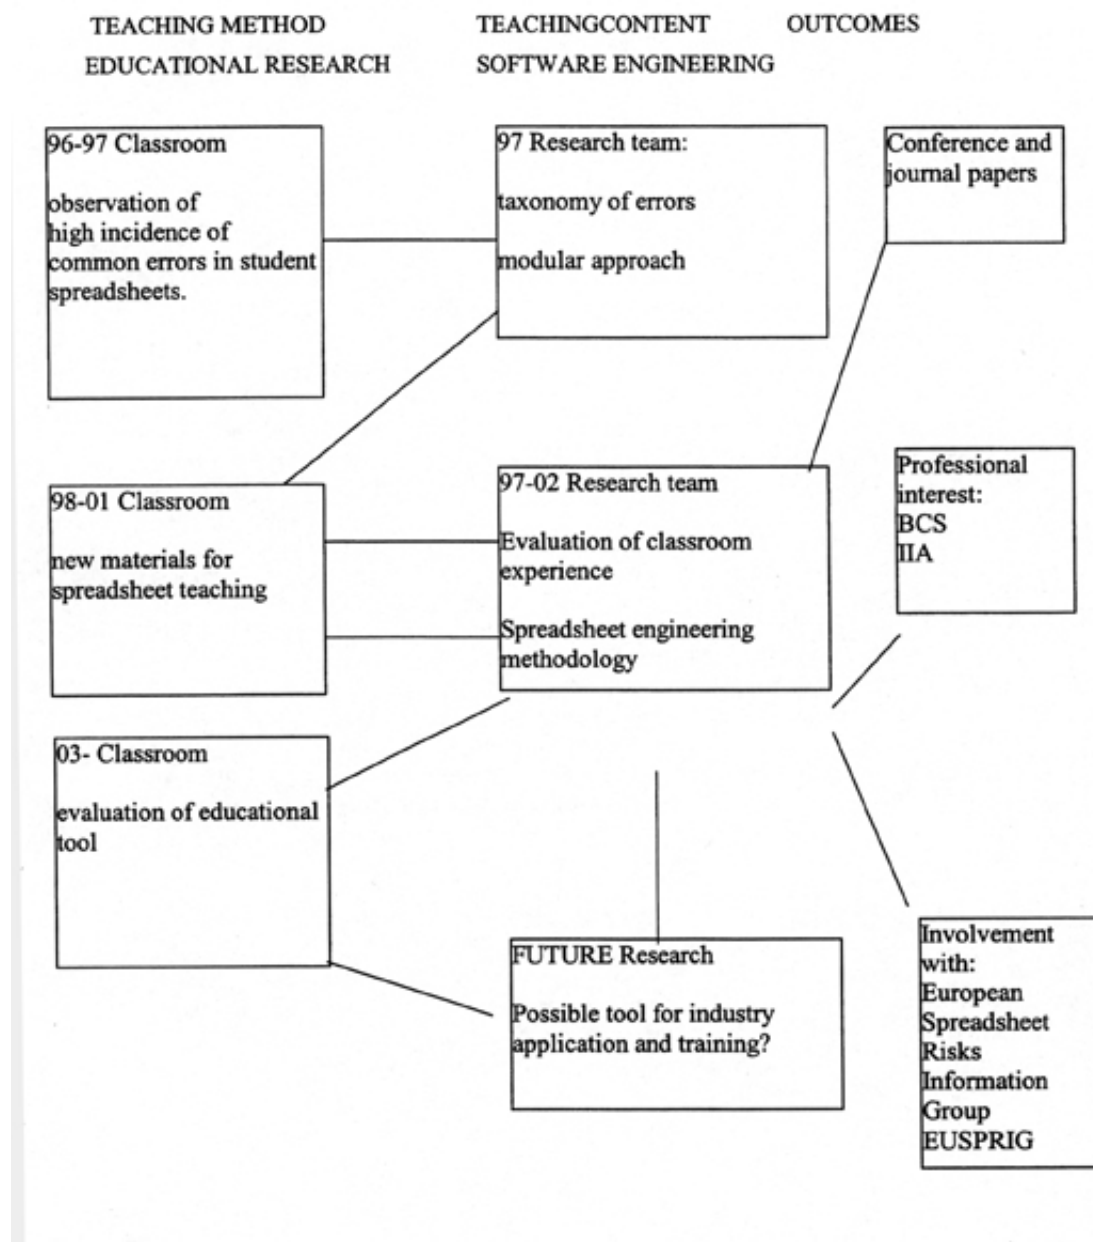 TEACHING METHOD
EDUCATIONAL RESEARCH
TEACHINGCONTENT
SOFTWARE ENGINEERING
OUTCOMES
96-97 Classroom
observation of
high incidence of
common errors in student
spreadsheets.
97 Research team:
taxonomy of errors
modular approach
Conference and
journal papers
98-01 Classroom
new materials for
spreadsheet teaching
97-02 Research team
Evaluation of classroom
experience
Spreadsheet engineering
methodology
Professional
interest:
BCS
IIA
03- Classroom
evaluation of educational
tool
FUTURE Research
Possible tool for industry
application and training?
Involvement
with:
European
Spreadsheet
Risks
Information
Group
EUSPRIG